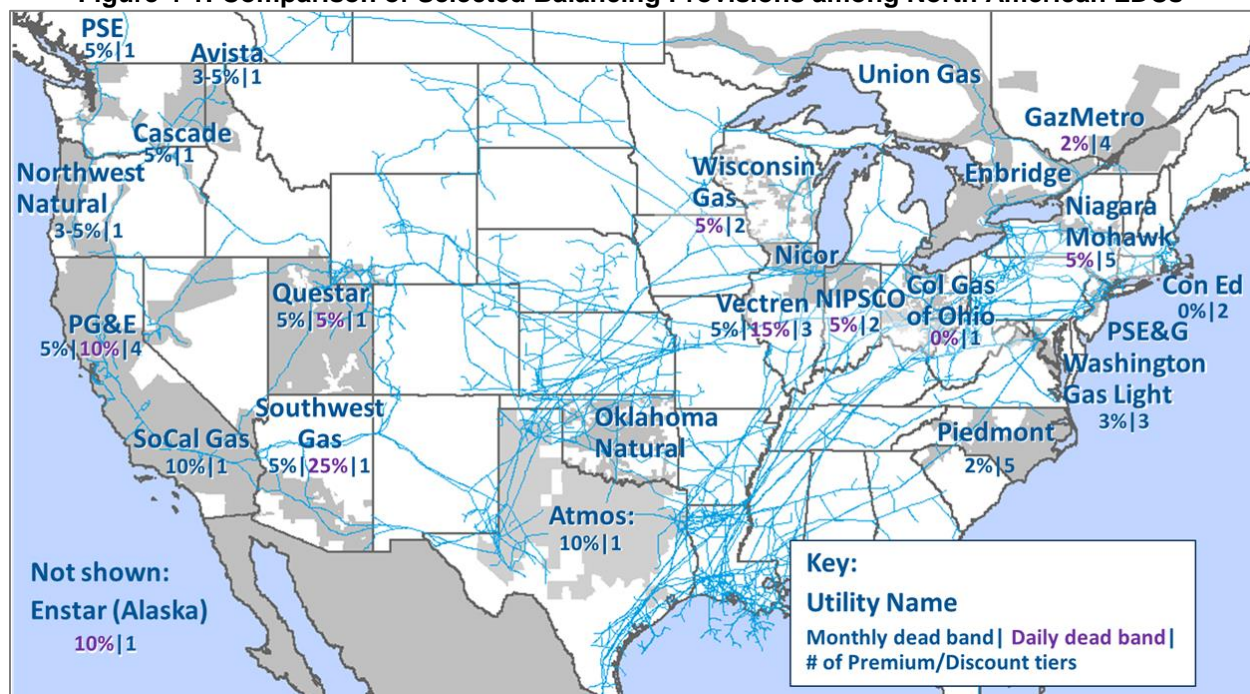 Figure 4-1. Comparison of Selected Balancing Provisions among North American LDCs
PSE
5%|1
Avista
3-5%|1
Cascade
5%|1
Northwest
Natural
3-5%|1
Union Gas
GazMetro
2%|4
Enbridge
Wisconsin
Gas
5%|2
Niagara
Mohawk
5%|5
Nicor
Con Ed
0%|2
Questar
5%|5%|1
PG&E
5%|10%|4
Vectren
5%|15%|3
NIPSCO
5%|2
Col Gas
of Ohio
0%|1
PSE&G
Washington
Gas Light
3%|3
SoCal Gas
10%|1
Southwest
Gas
5%|25%|1
Oklahoma
Natural
Piedmont
2%|5
Atmos:
10%|1
Not shown:
Enstar (Alaska)
10%|1
Key:
Utility Name
Monthly dead band| Daily dead band|
# of Premium/Discount tiers